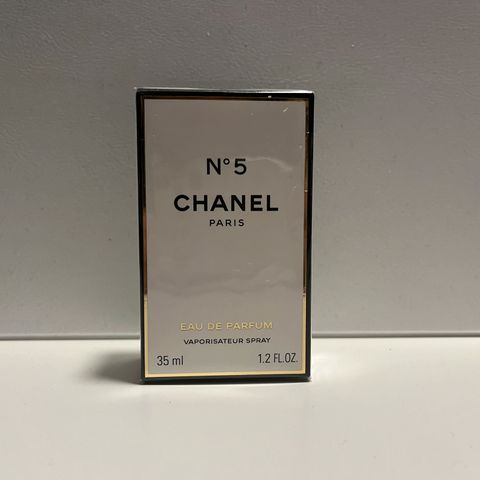 N°5
CHANEL
PARIS
EAU DE PARFUM
VAPORISATEUR SPRAY
35 ml 1.2 FL.OZ.